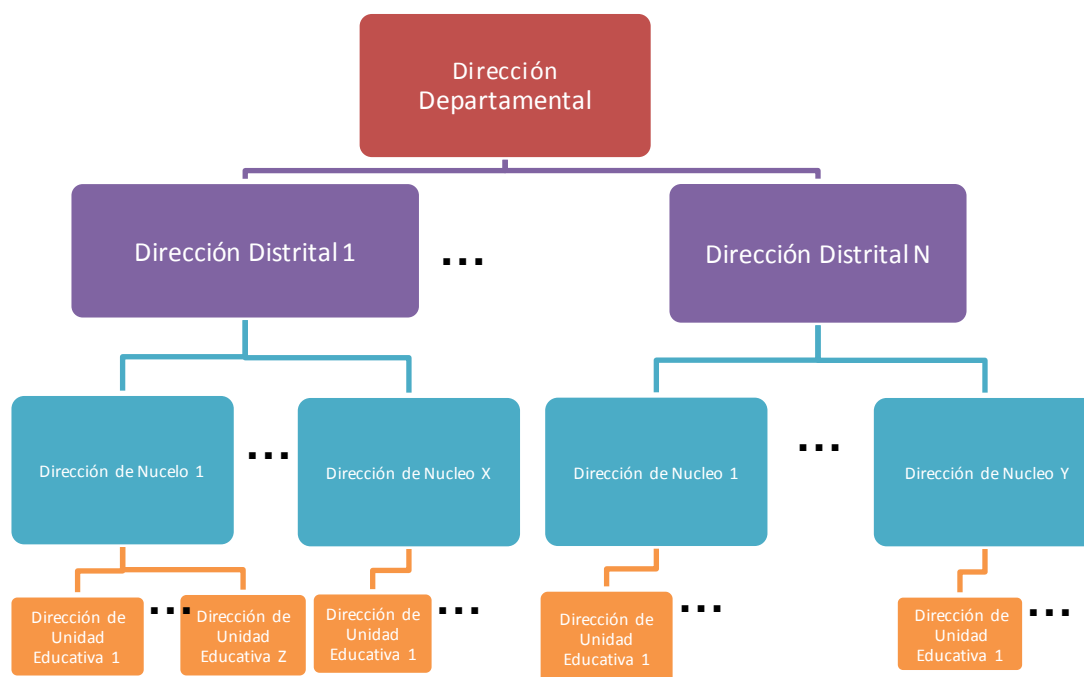 Dirección
Departamental
Dirección Distrital 1
...
Dirección Distrital N
Dirección de Nucelo 1
...
Dirección de Nucleo X
Dirección de Nucleo 1
...
Dirección de Nucleo Y
Dirección de
Unidad
Educativa 1
...
Dirección de
Unidad
Educativa Z
Dirección de
Unidad
Educativa 1
...
Dirección de
Unidad
Educativa 1
...
Dirección de
Unidad
Educativa 1
...